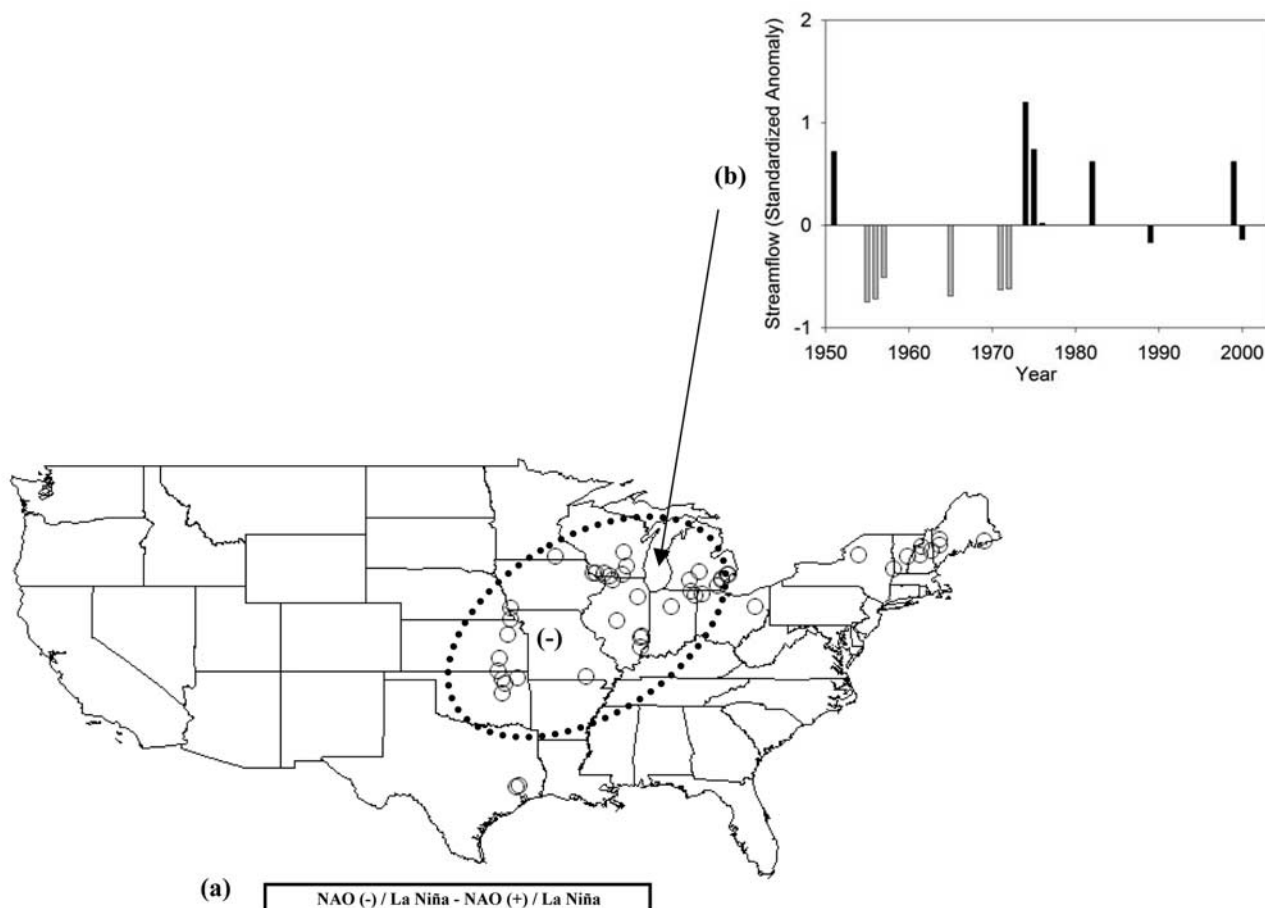 2
1
0
-1
Streamflow (Standardized Anomaly)
1950 1960 1970 1980 1990 2000
Year
(b)
(-)
(a)
NAO (-) / La Niña - NAO (+) / La Niña